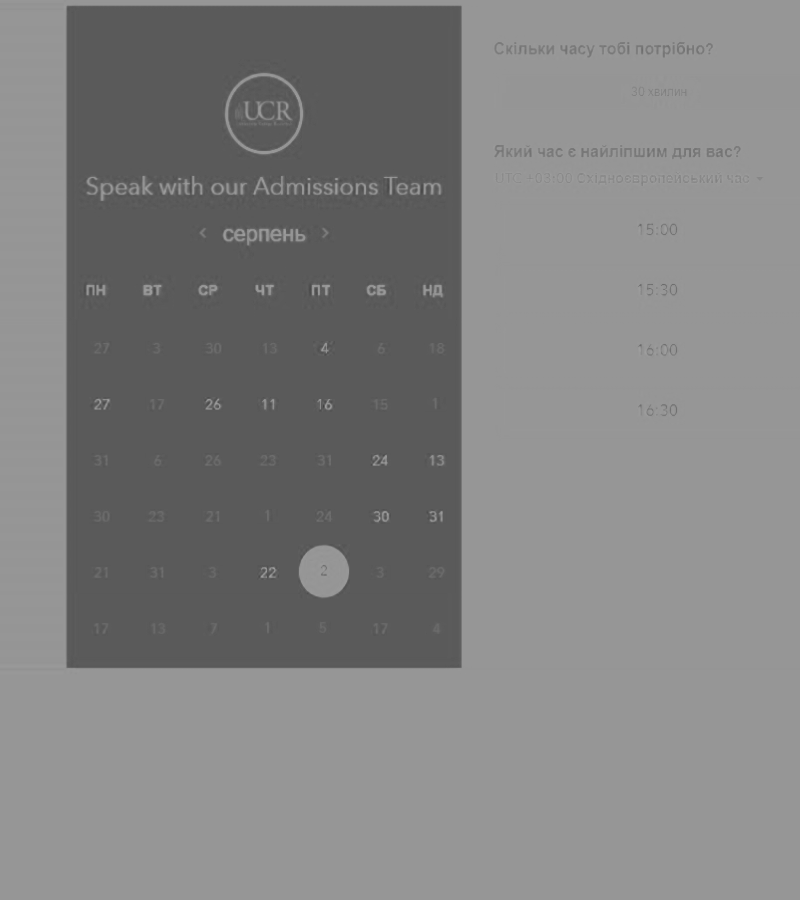 UCR
Speak with our Admissions Team
‹ серпень ›
ПН ВТ СР ЧТ ПТ СБ НД
27 3 30 13 4 6 18
27 17 26 11 16 15 1
31 6 26 23 31 24 13
30 23 21 1 24 30 31
21 31 3 22 2 3 29
17 13 7 1 5 17 4
Скільки часу тобі потрібно?
30 хвилин
Який час є найліпшим для вас?
UTC +03:00 Східноєвропейський час
15:00
15:30
16:00
16:30